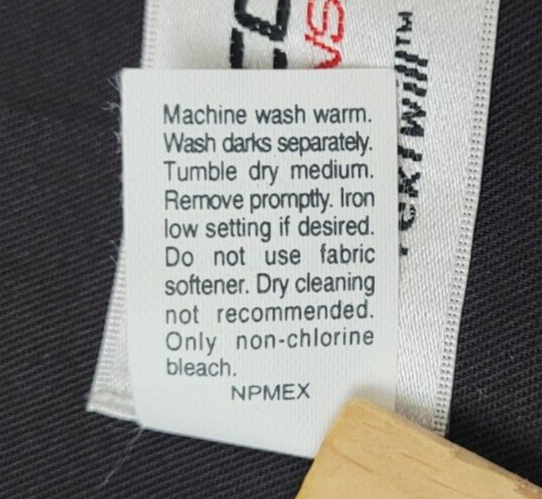 Machine wash warm.
Wash darks separately.
Tumble dry medium.
Remove promptly. Iron
low setting if desired.
Do not use fabric
softener. Dry cleaning
not recommended.
Only non-chlorine
bleach.
NPMEX